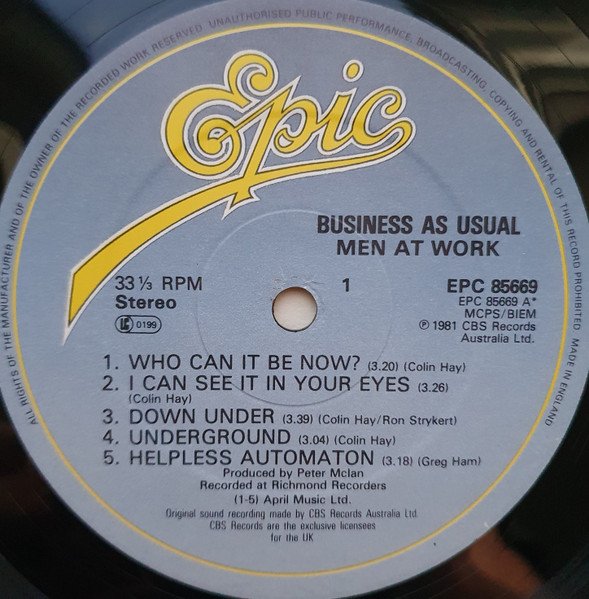 ALL RIGHTS OF THE MANUFACTURER AND OF THE OWNER OF THE RECORDED WORK RESERVED. UNAUTHORISED PUBLIC PERFORMANCE, BROADCASTING, COPYING AND RENTAL OF THIS RECORD PROHIBITED. MADE IN ENGLAND
Epic
BUSINESS AS USUAL
MEN AT WORK
33⅓ RPM
Stereo
LC 0199
1
EPC 85669
EPC 85669 A*
MCPS/BIEM
℗ 1981 CBS Records
Australia Ltd.
1. WHO CAN IT BE NOW? (3.20) (Colin Hay)
2. I CAN SEE IT IN YOUR EYES (3.26)
(Colin Hay)
3. DOWN UNDER (3.39) (Colin Hay/Ron Strykert)
4. UNDERGROUND (3.04) (Colin Hay)
5. HELPLESS AUTOMATON (3.18) (Greg Ham)
Produced by Peter McIan
Recorded at Richmond Recorders
(1-5) April Music Ltd.
Original sound recording made by CBS Records Australia Ltd.
CBS Records are the exclusive licensees
for the UK